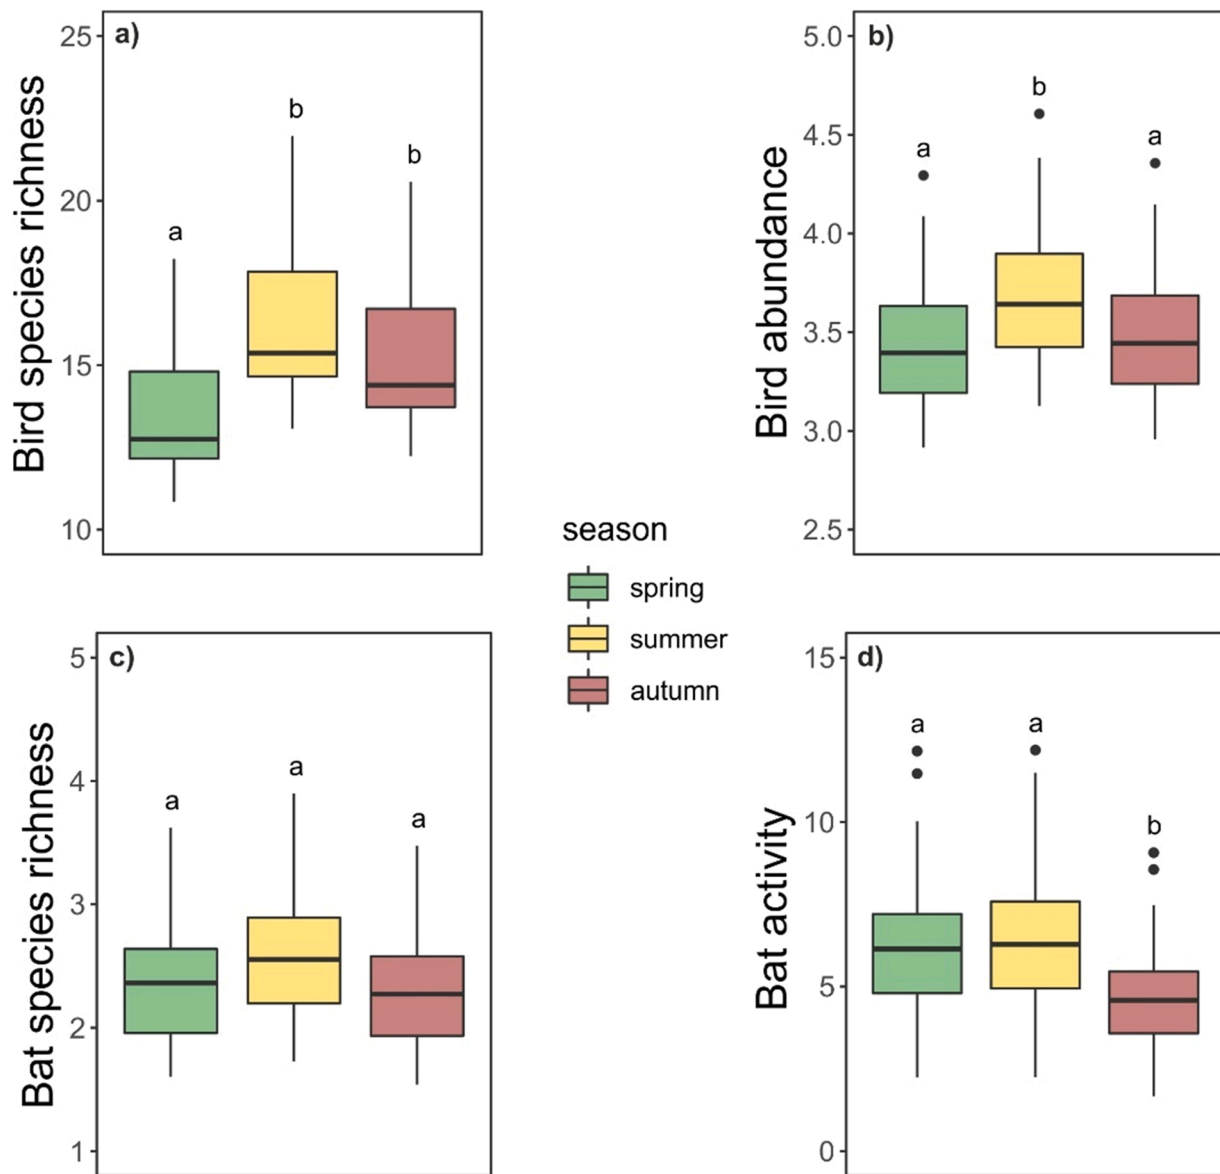 a)
Bird species richness
25
20
15
10
a
b
b
b)
Bird abundance
5.0
4.5
4.0
3.5
3.0
2.5
a
b
a
season
spring
summer
autumn
c)
Bat species richness
5
4
3
2
1
a
a
a
d)
Bat activity
15
10
5
0
a
a
b